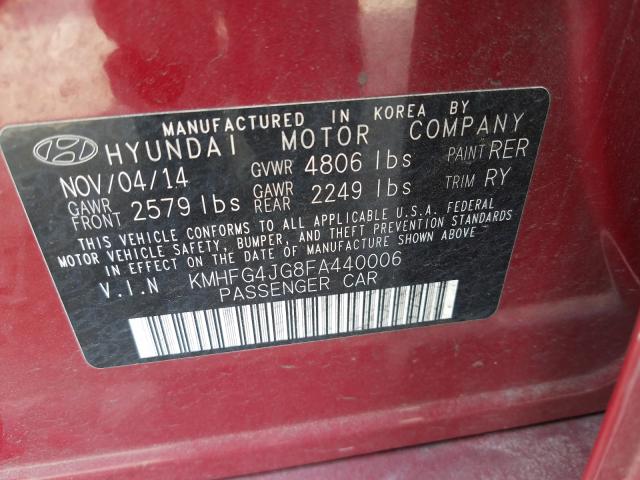 MANUFACTURED IN KOREA BY
HYUNDAI MOTOR COMPANY
NOV/04/14 GVWR 4806 lbs PAINT RER
GAWR FRONT 2579 lbs GAWR REAR 2249 lbs TRIM RY
THIS VEHICLE CONFORMS TO ALL APPLICABLE U.S.A. FEDERAL
MOTOR VEHICLE SAFETY, BUMPER, AND THEFT PREVENTION STANDARDS
IN EFFECT ON THE DATE OF MANUFACTURE SHOWN ABOVE.
V.I.N KMHFG4JG8FA440006
PASSENGER CAR